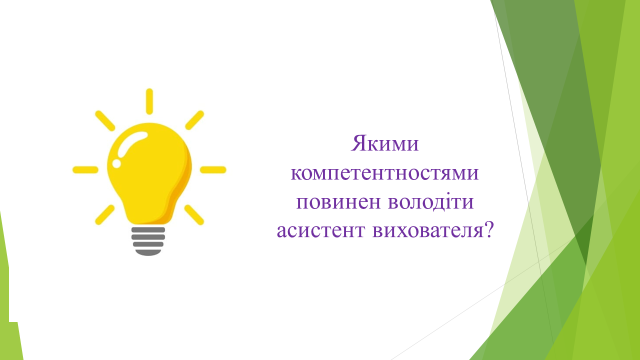 Якими
компетентностями
повинен володіти
асистент вихователя?